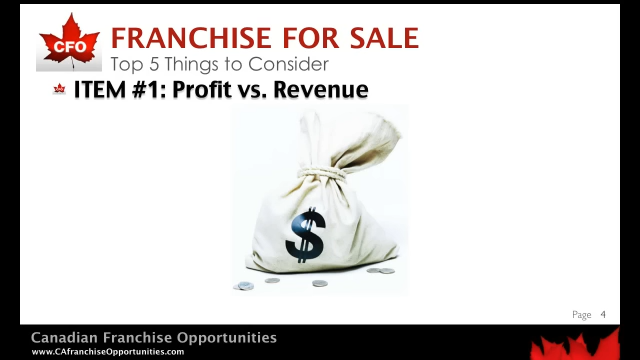 CFO
FRANCHISE FOR SALE
Top 5 Things to Consider
ITEM #1: Profit vs. Revenue
$
Page 4
Canadian Franchise Opportunities
www.CAfranchiseOpportunities.com